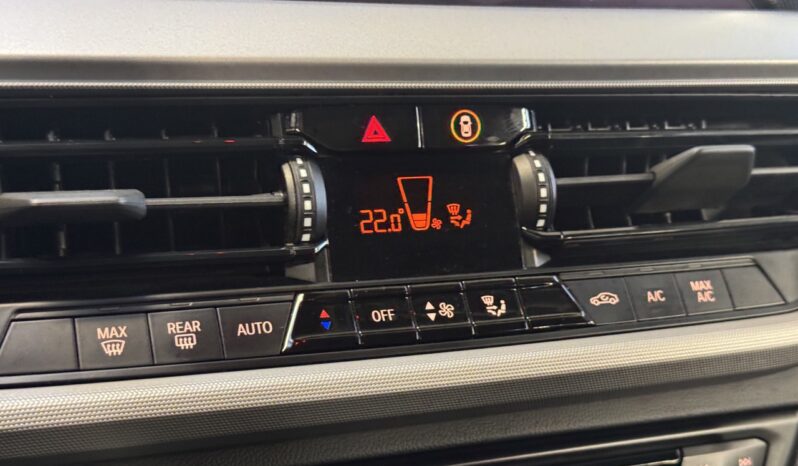 22.0°
MAX
REAR
AUTO
OFF
A/C
MAX
A/C